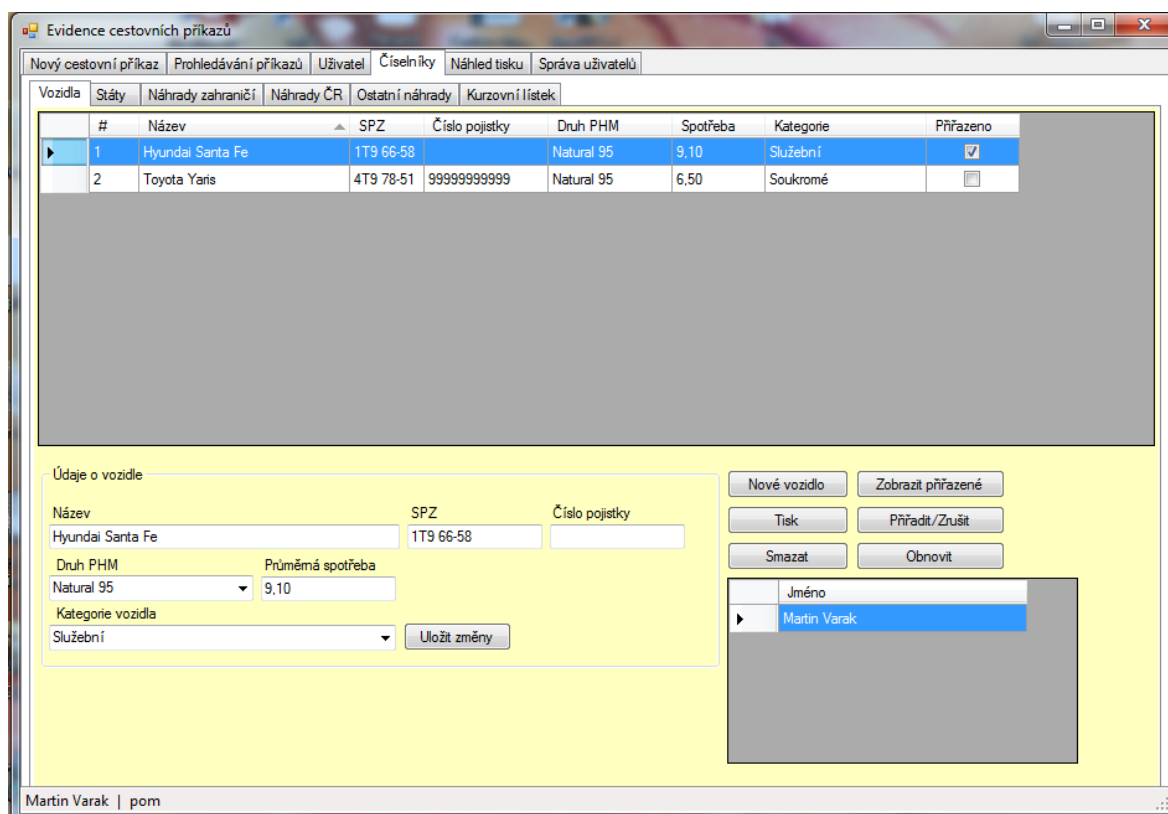 Evidence cestovních příkazů
Nový cestovní příkaz Prohledávání příkazů Uživatel Číselníky Náhled tisku Správa uživatelů
Vozidla Státy Náhrady zahraničí Náhrady ČR Ostatní náhrady Kurzovní lístek
# Název SPZ Číslo pojistky Druh PHM Spotřeba Kategorie Přiřazeno
1 Hyundai Santa Fe 1T9 66-58 Natural 95 9,10 Služební
2 Toyota Yaris 4T9 78-51 99999999999 Natural 95 6,50 Soukromé
Údaje o vozidle
Název SPZ Číslo pojistky
Hyundai Santa Fe 1T9 66-58
Druh PHM Průměrná spotřeba
Natural 95 9,10
Kategorie vozidla
Služební Uložit změny
Nové vozidlo Zobrazit přiřazené
Tisk Přiřadit/Zrušit
Smazat Obnovit
Jméno
Martin Varak
Martin Varak | pom